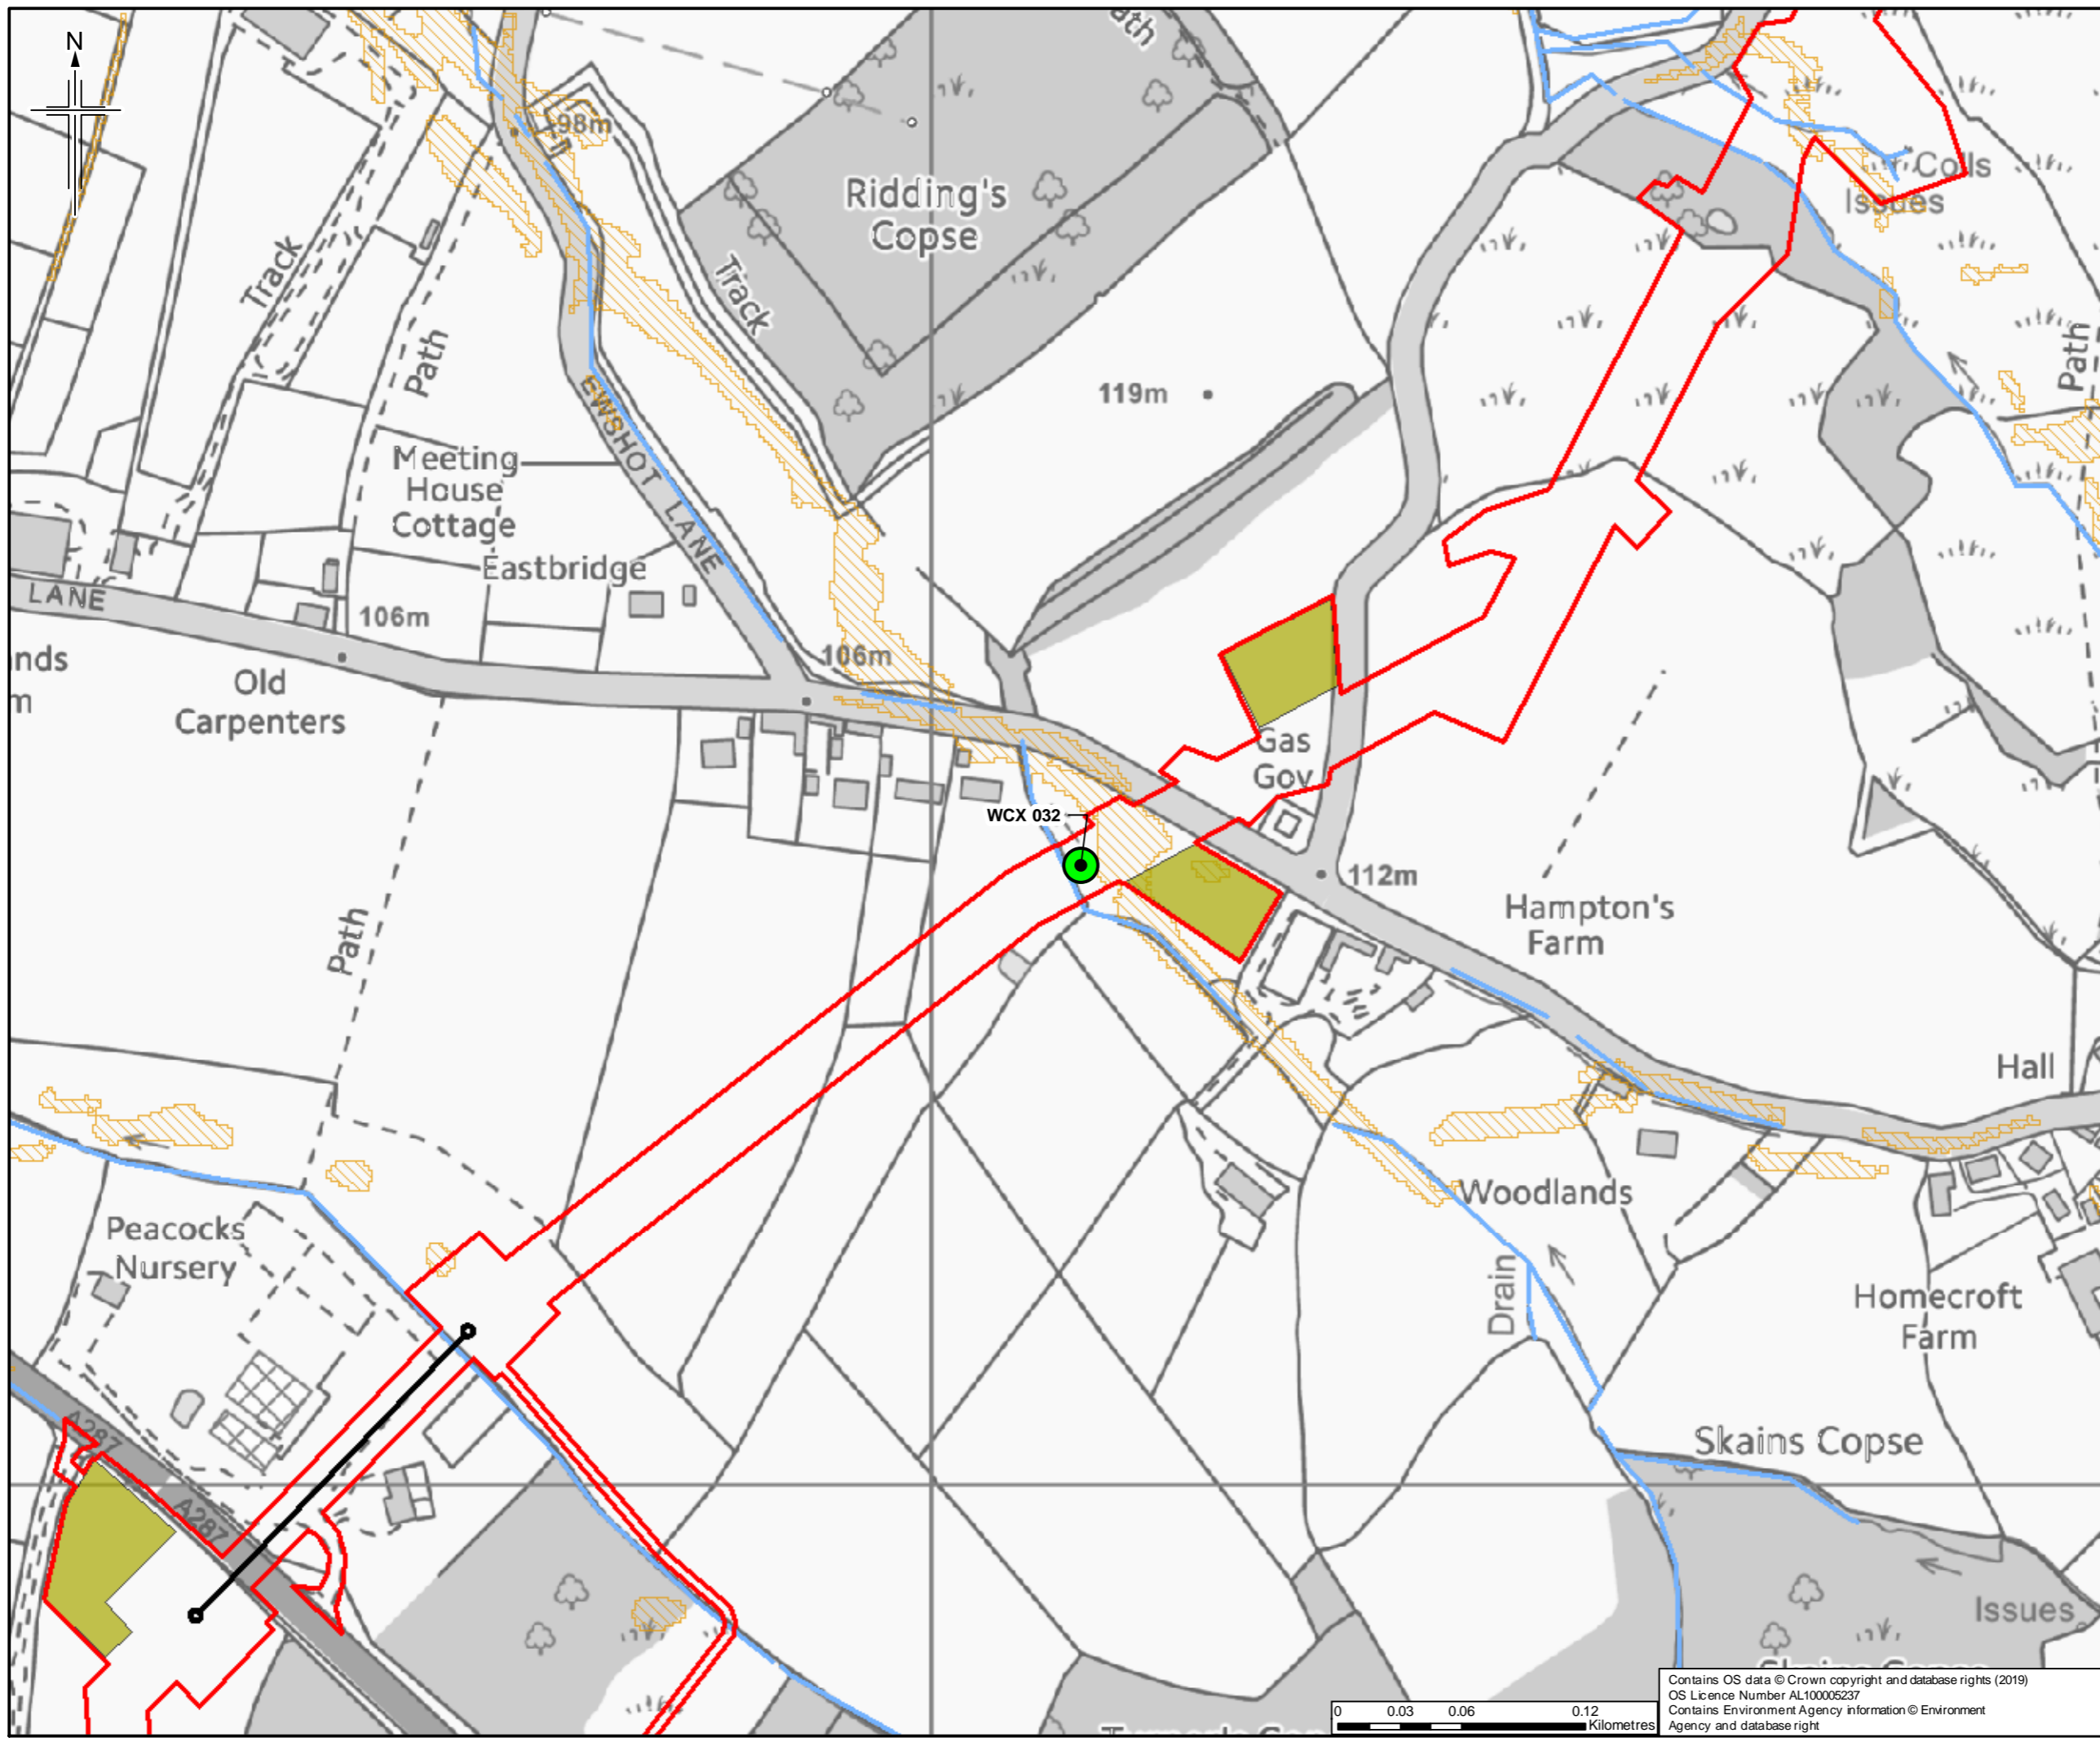 N
ath
98m
Ridding's
Copse
Colls
Issues
Track
Track
Path
Path
119m
EWSHOT LANE
Meeting
House
Cottage
Eastbridge
LANE
106m
106m
Old
Carpenters
Gas
Gov
WCX 032
112m
Hampton's
Farm
Path
Hall
Woodlands
Peacocks
Nursery
Drain
Homecroft
Farm
A287
A287
Skains Copse
Issues
0 0.03 0.06 0.12
Kilometres
Contains OS data © Crown copyright and database rights (2019)
OS Licence Number AL100005237
Contains Environment Agency information © Environment
Agency and database right